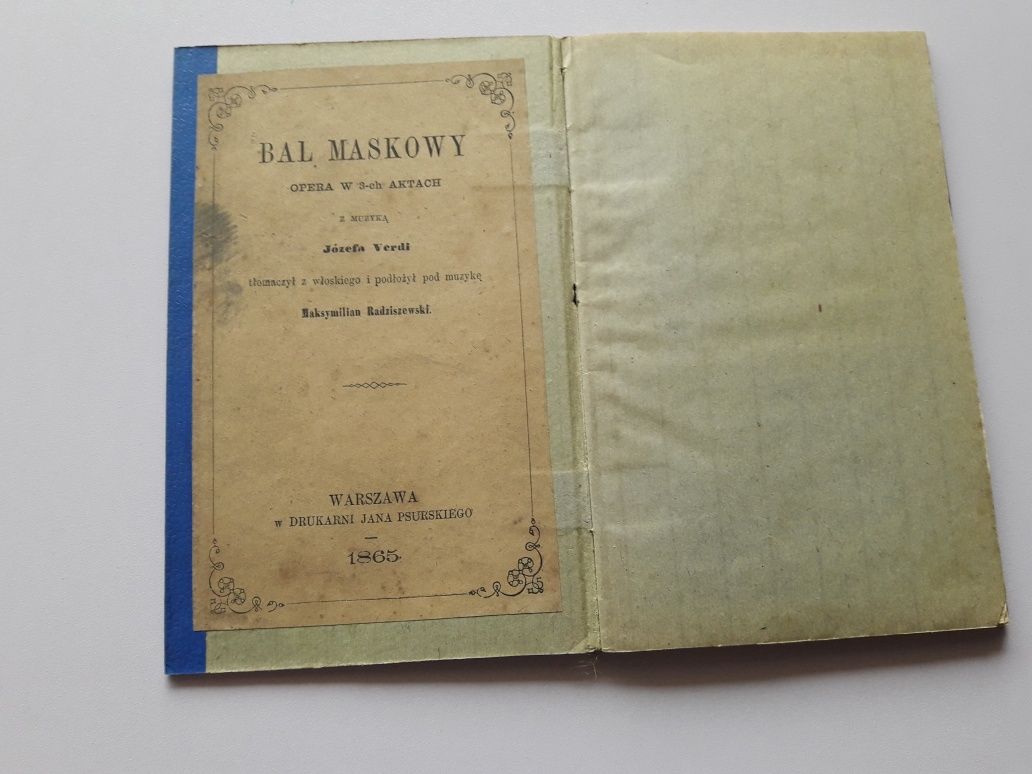 BAL MASKOWY
OPERA W 3-ch AKTACH
Z MUZYKĄ
Józefa Verdi
tłomaczył z włoskiego i podłożył pod muzykę
Maksymilian Radziszewski.
WARSZAWA
w DRUKARNI JANA PSURSKIEGO
—
1865.